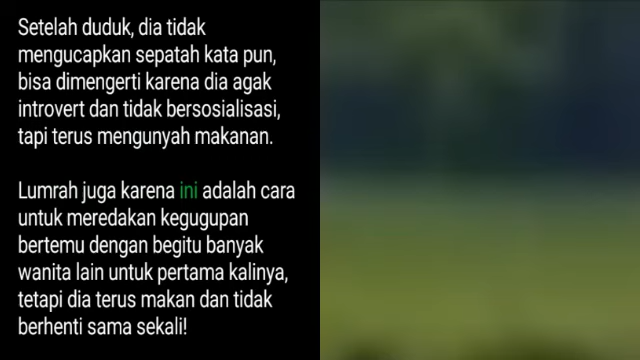 Setelah duduk, dia tidak
mengucapkan sepatah kata pun,
bisa dimengerti karena dia agak
introvert dan tidak bersosialisasi,
tapi terus mengunyah makanan.
Lumrah juga karena ini adalah cara
untuk meredakan kegugupan
bertemu dengan begitu banyak
wanita lain untuk pertama kalinya,
tetapi dia terus makan dan tidak
berhenti sama sekali!